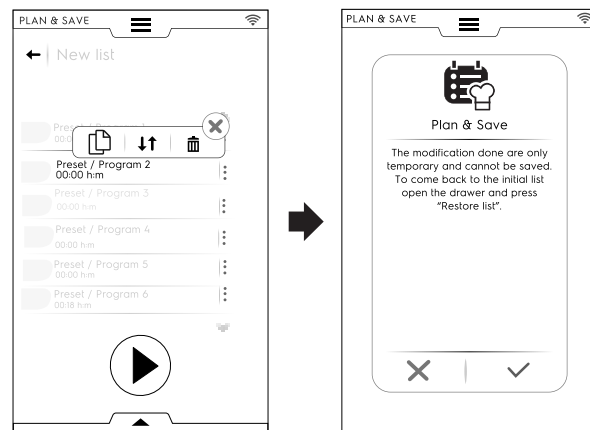 PLAN & SAVE
New list
Preset / Program 2
00:00 h:m
Preset / Program 3
00:00 h:m
Preset / Program 4
00:00 h:m
Preset / Program 5
00:00 h:m
Preset / Program 6
00:18 h:m
PLAN & SAVE
Plan & Save
The modification done are only
temporary and cannot be saved.
To come back to the initial list
open the drawer and press
“Restore list”.